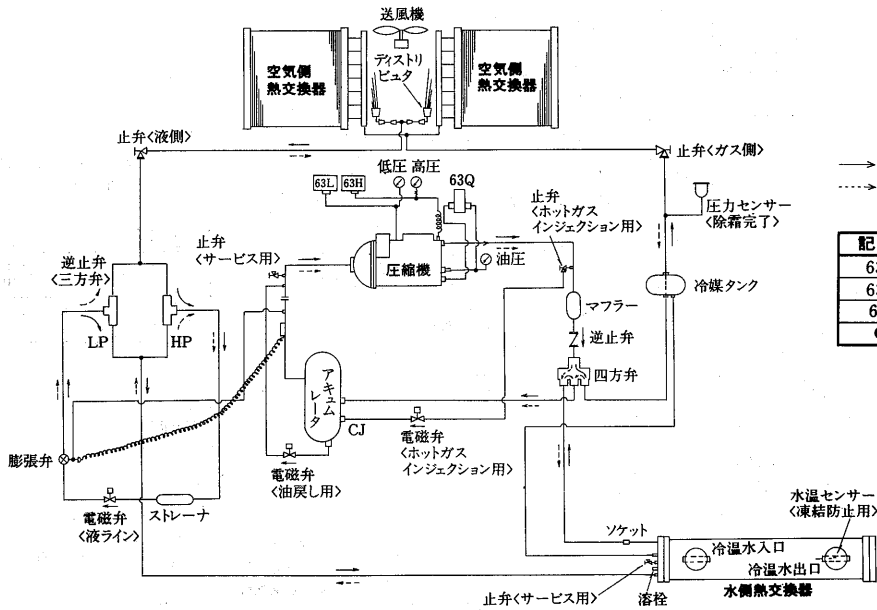 送風機
ディストリ
ビュタ
空気側
熱交換器
空気側
熱交換器
止弁<液側>
止弁<ガス側>
低圧 高圧
63L
63H
63Q
圧力センサー
<除霜完了>
止弁
<ホットガス
インジェクション用>
止弁
<サービス用>
油圧
圧縮機
逆止弁
<三方弁>
LP
HP
冷媒タンク
マフラー
逆止弁
四方弁
アキュムレータ
CJ
電磁弁
<ホットガス
インジェクション用>
膨張弁
電磁弁
<油戻し用>
電磁弁
<液ライン>
ストレーナ
水温センサー
<凍結防止用>
ソケット
冷温水入口
冷温水出口
水側熱交換器
止弁<サービス用>
溶栓
記
63
63
6